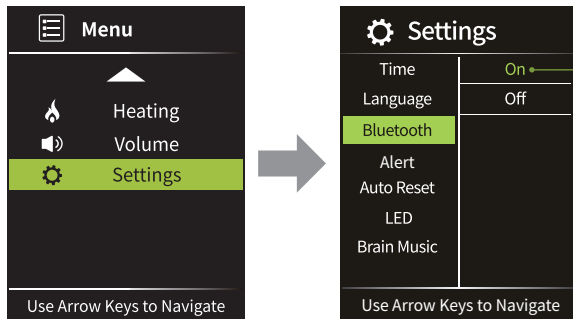 Menu
Heating
Volume
Settings
Use Arrow Keys to Navigate
Settings
Time
Language
Bluetooth
Alert
Auto Reset
LED
Brain Music
On
Off
Use Arrow Keys to Navigate